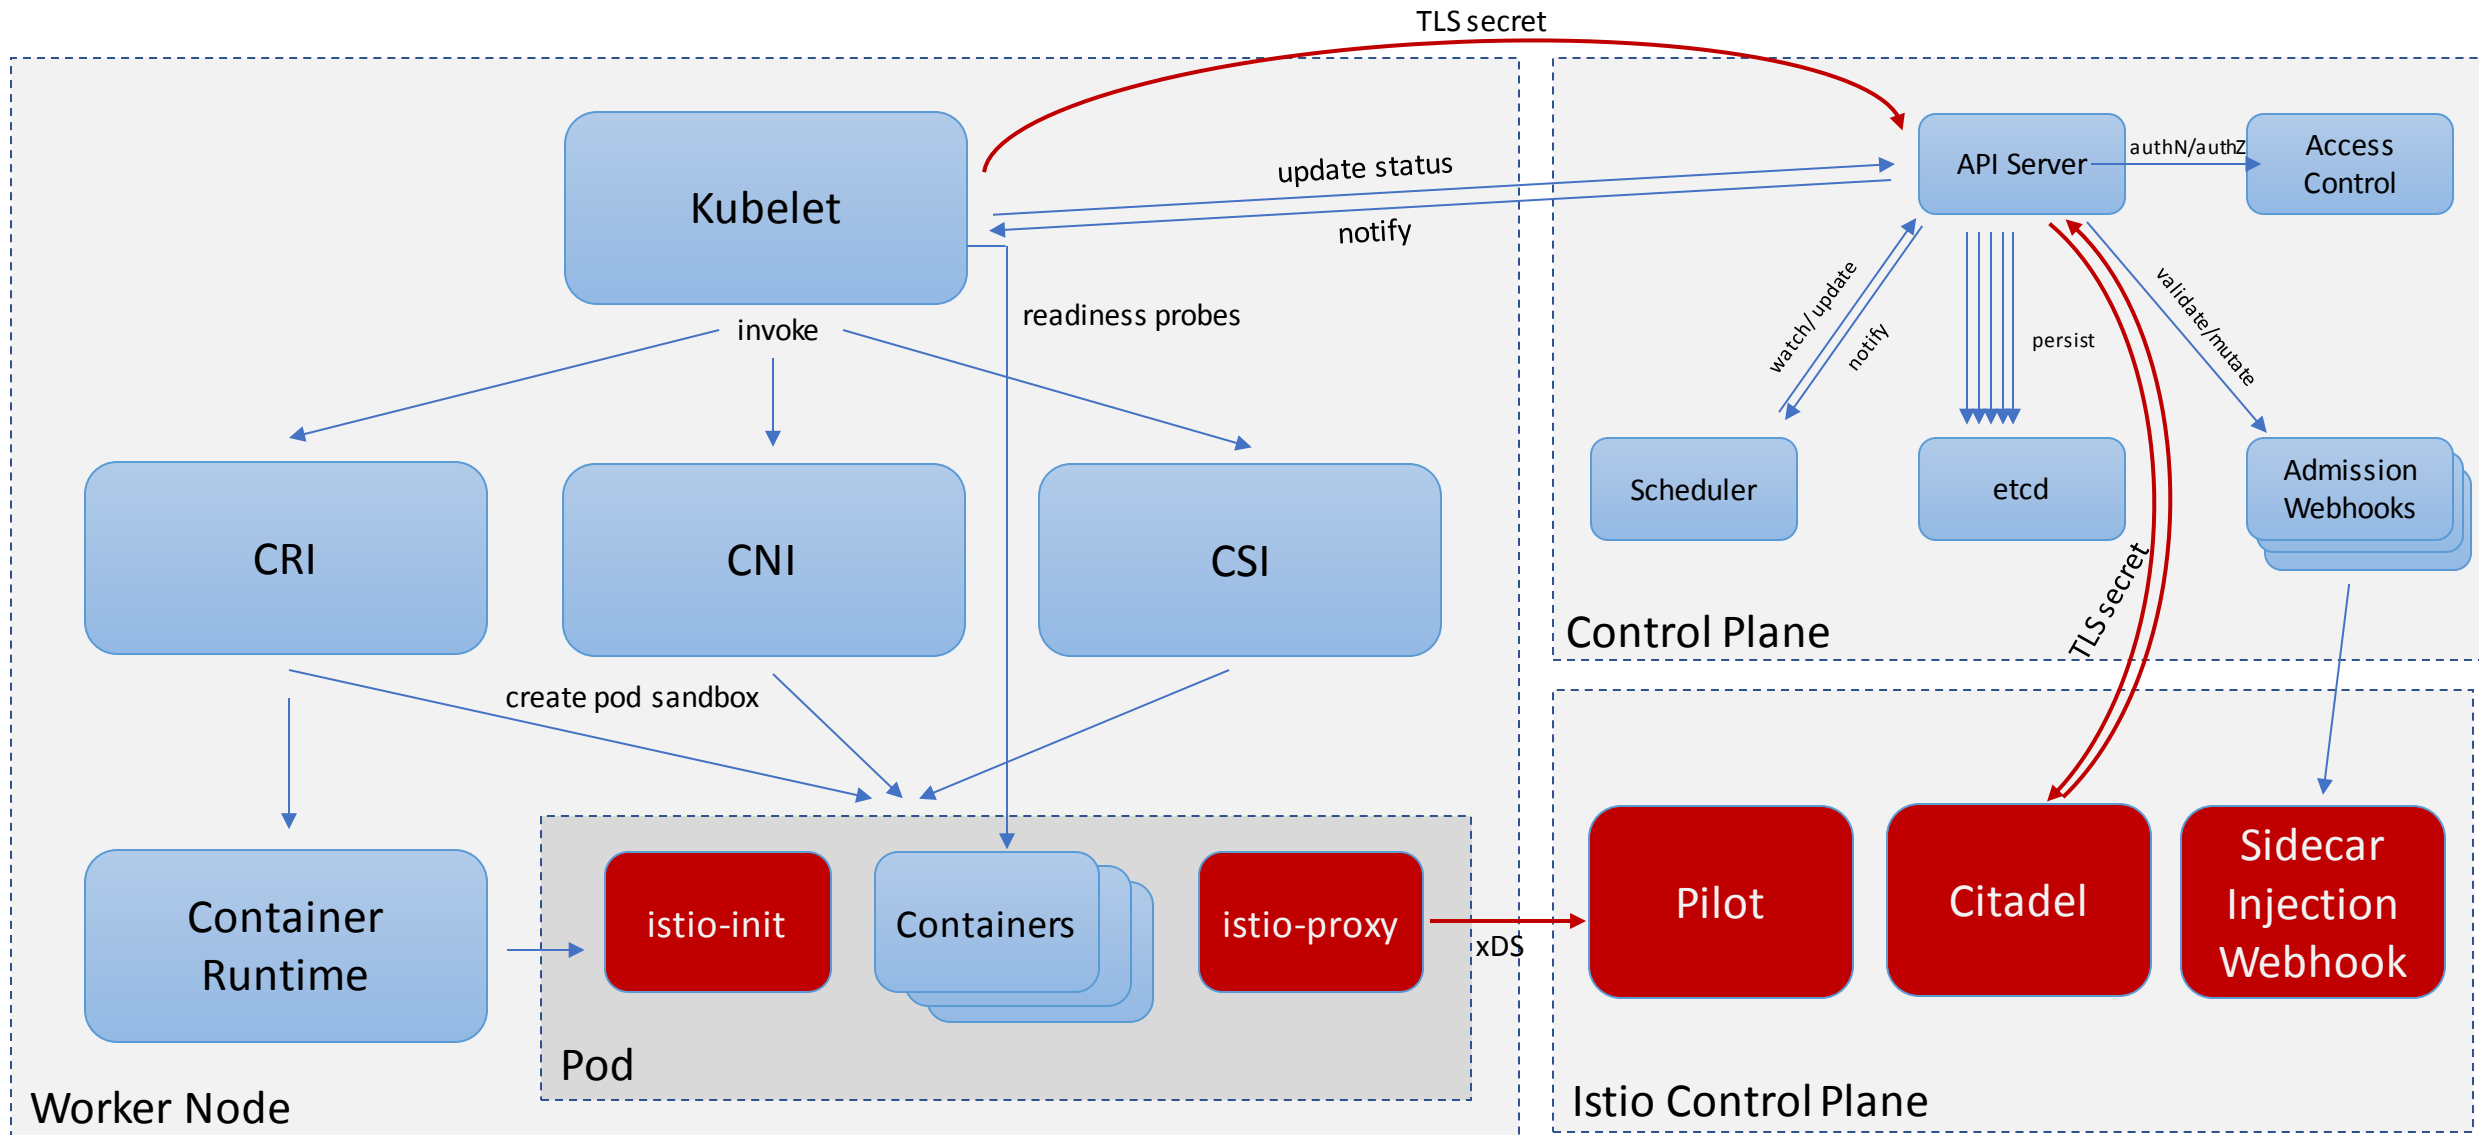 TLS secret
Kubelet
update status
notify
API Server
authN/authZ
Access
Control
invoke
readiness probes
watch/update
notify
persist
validate/mutate
CRI
CNI
CSI
Scheduler
etcd
Admission
Webhooks
TLS secret
Control Plane
create pod sandbox
Container
Runtime
istio-init
Containers
istio-proxy
xDS
Pilot
Citadel
Sidecar
Injection
Webhook
Pod
Worker Node
Istio Control Plane